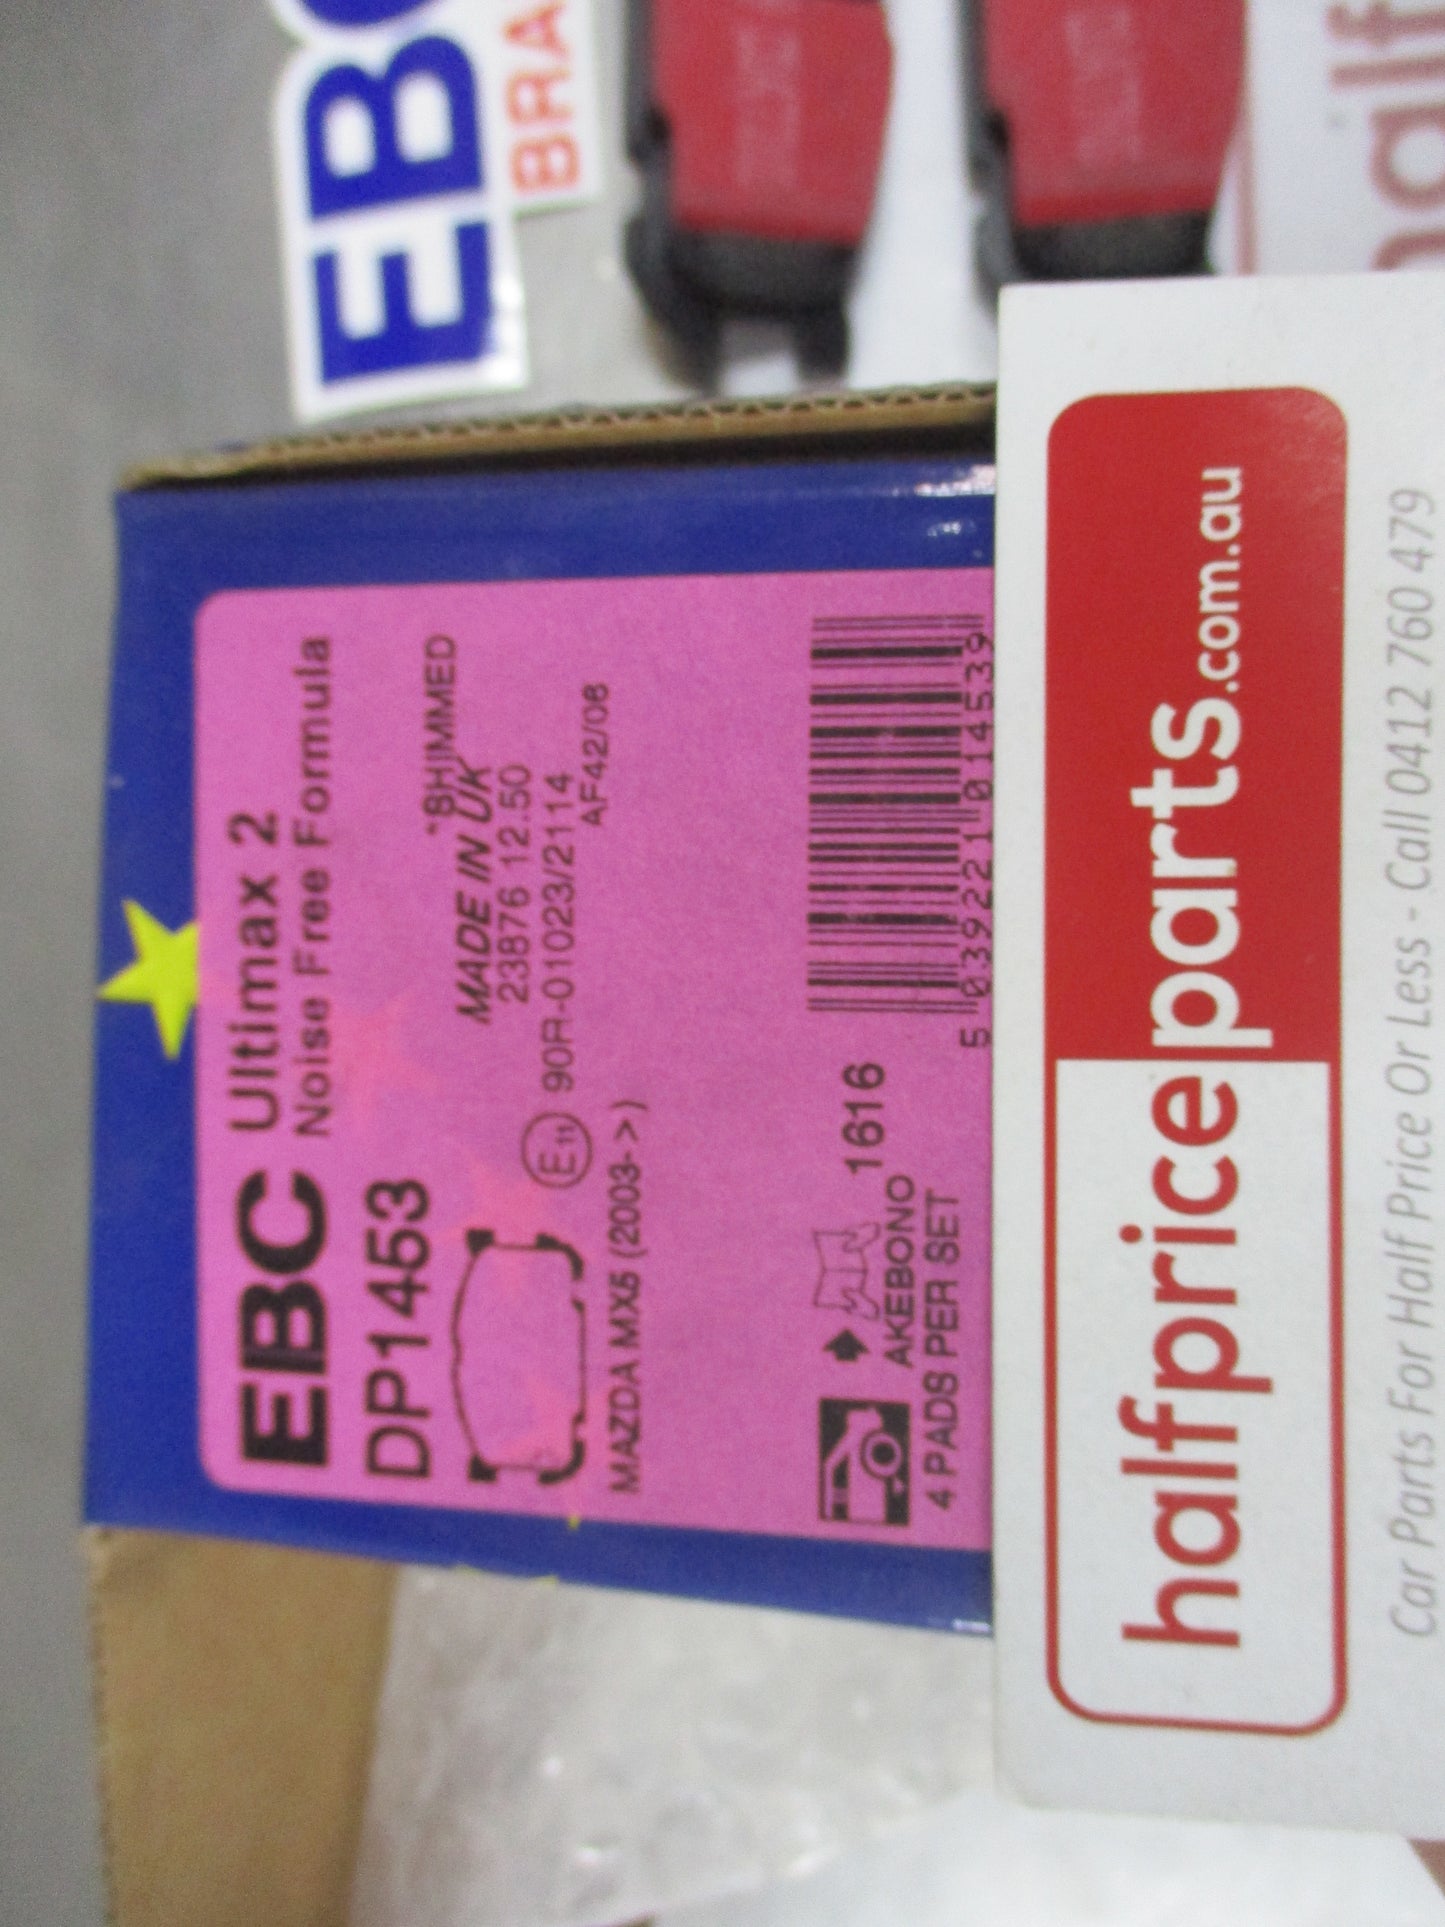 EBC Ultimax 2
Noise Free Formula
DP1453
"SHIMMED
MADE IN UK
23876 12.50
E11 90R-01023/2114
AF42/08
MAZDA MX5 (2003->)
AKEBONO 1616
4 PADS PER SET
5 039221 014539
halfpriceparts.com.au
Car Parts For Half Price Or Less - Call 0412 760 479
EBC
BRA
half